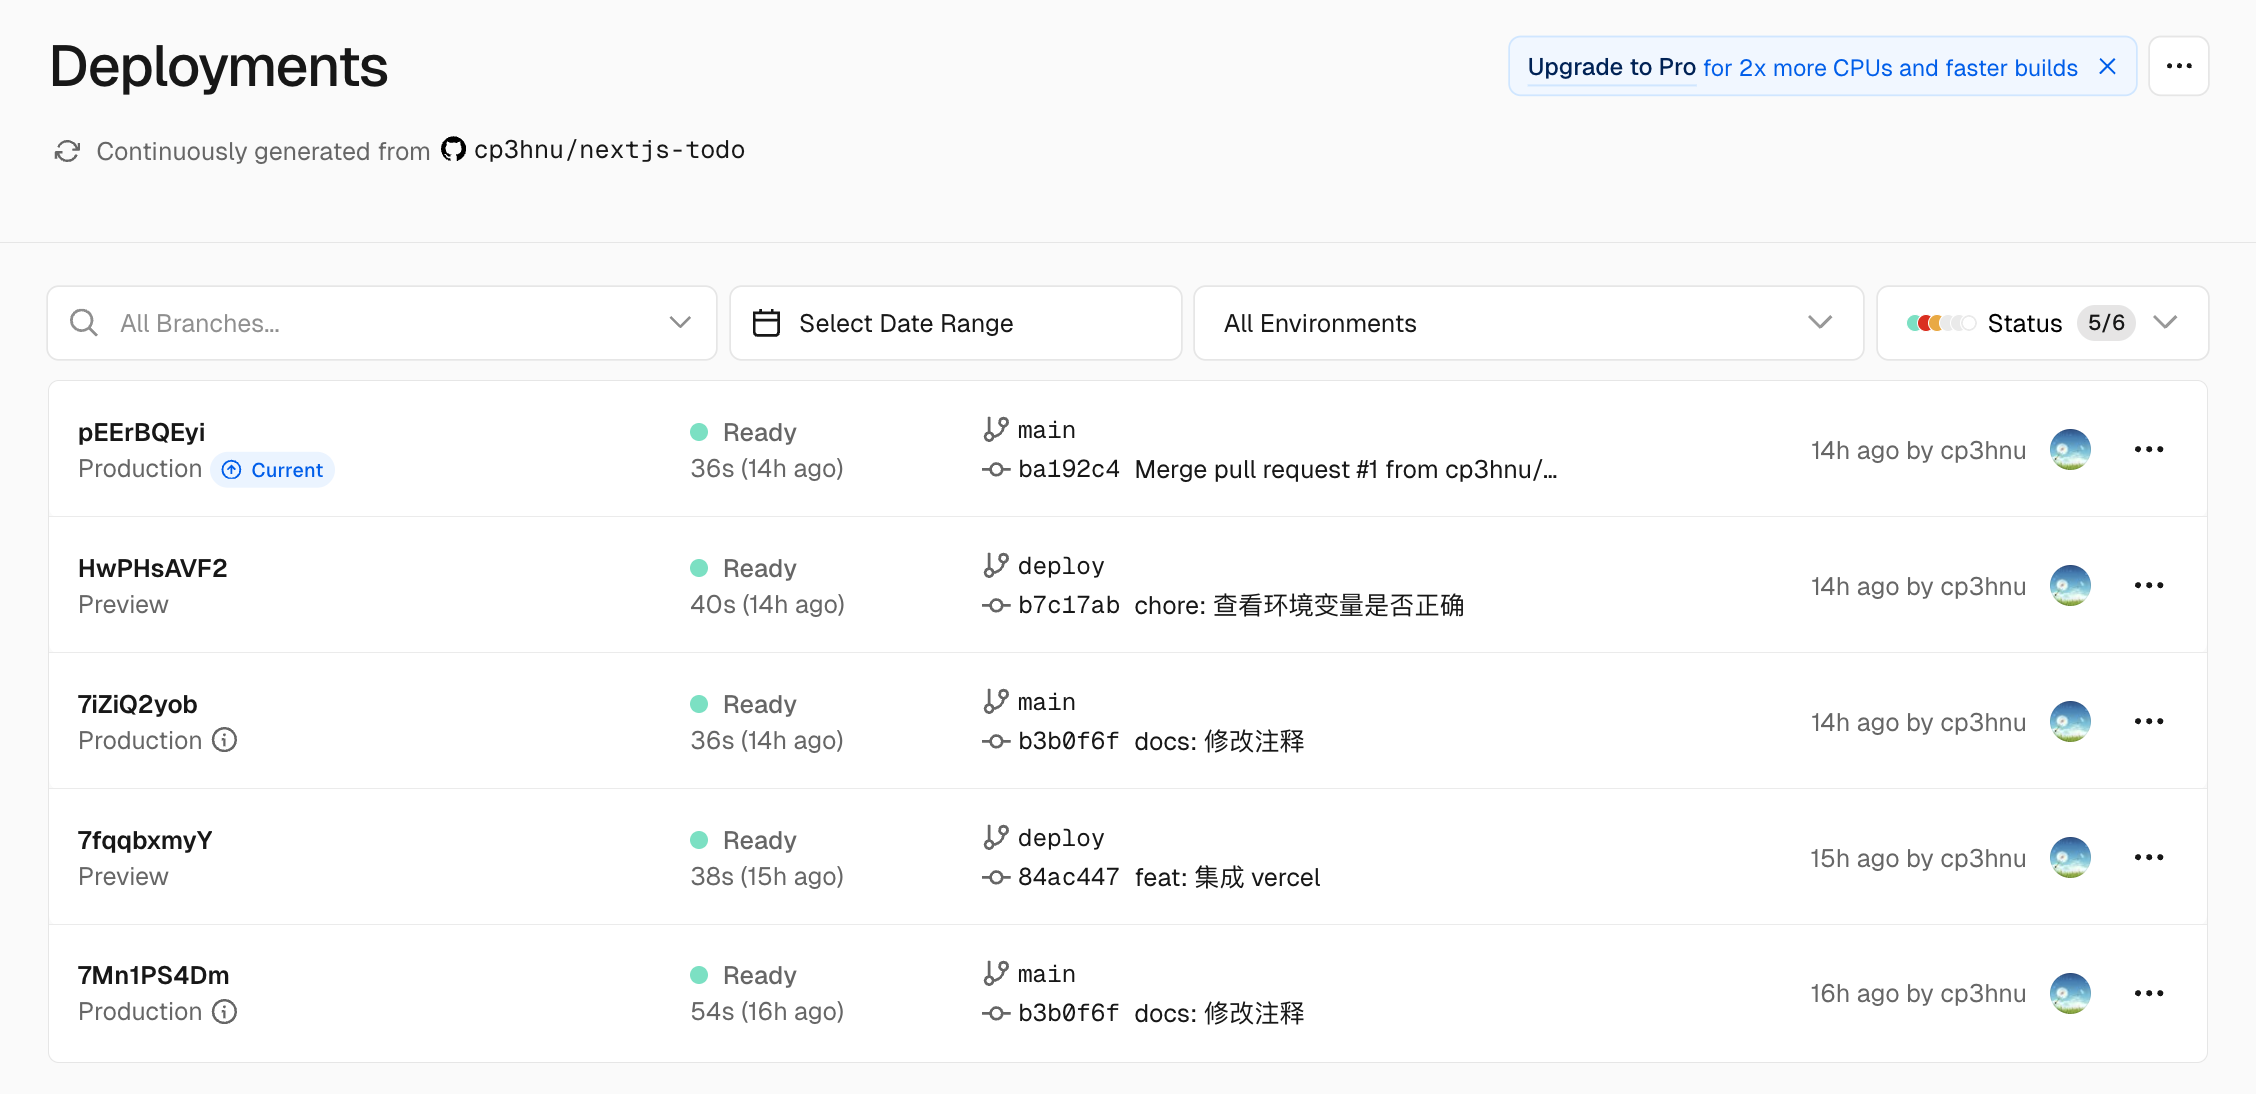 Deployments
Upgrade to Pro for 2x more CPUs and faster builds
Continuously generated from cp3hnu/nextjs-todo
All Branches...
Select Date Range
All Environments
Status 5/6
pEErBQEyi
Production Current
Ready
36s (14h ago)
main
ba192c4 Merge pull request #1 from cp3hnu/...
14h ago by cp3hnu
HwPHsAVF2
Preview
Ready
40s (14h ago)
deploy
b7c17ab chore: 查看环境变量是否正确
14h ago by cp3hnu
7iZiQ2yob
Production
Ready
36s (14h ago)
main
b3b0f6f docs: 修改注释
14h ago by cp3hnu
7fqqbxmyY
Preview
Ready
38s (15h ago)
deploy
84ac447 feat: 集成 vercel
15h ago by cp3hnu
7Mn1PS4Dm
Production
Ready
54s (16h ago)
main
b3b0f6f docs: 修改注释
16h ago by cp3hnu